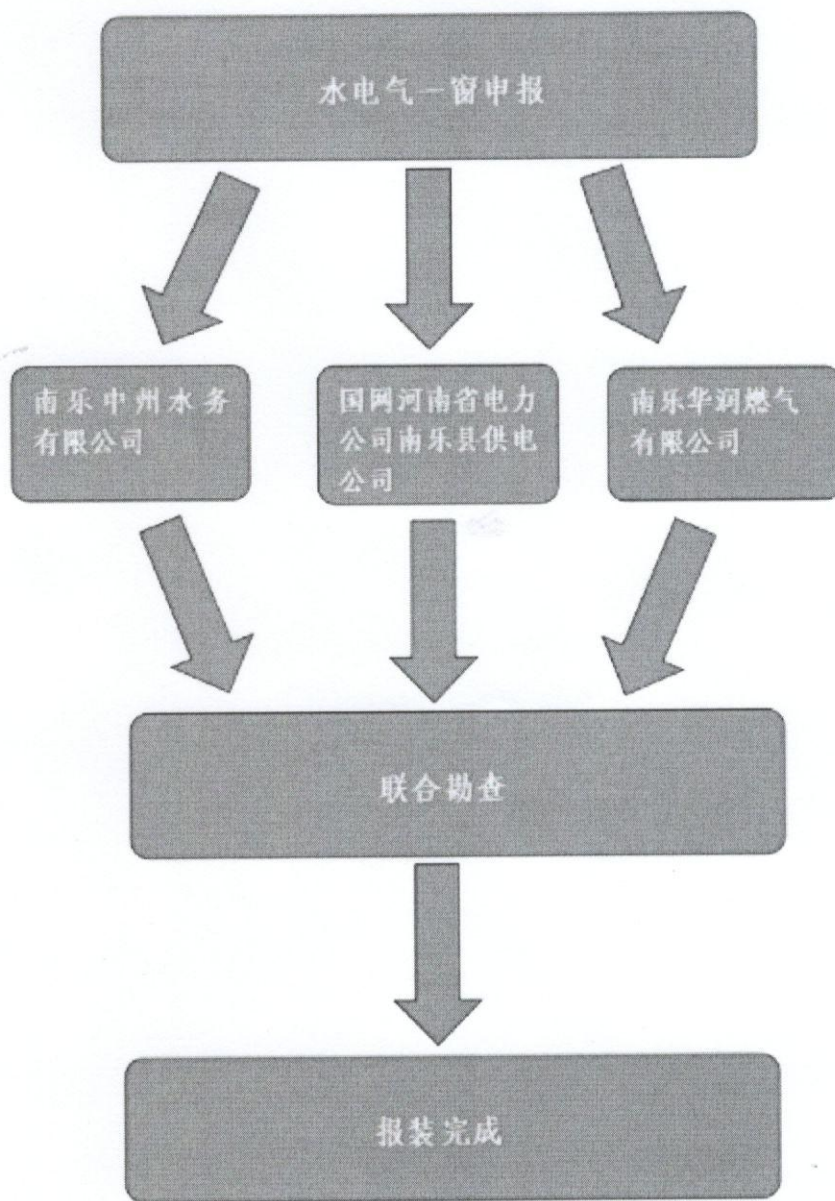 水电气一窗申报
南乐中州水务
有限公司
国网河南省电力
公司南乐县供电
公司
南乐华润燃气
有限公司
联合勘查
报装完成